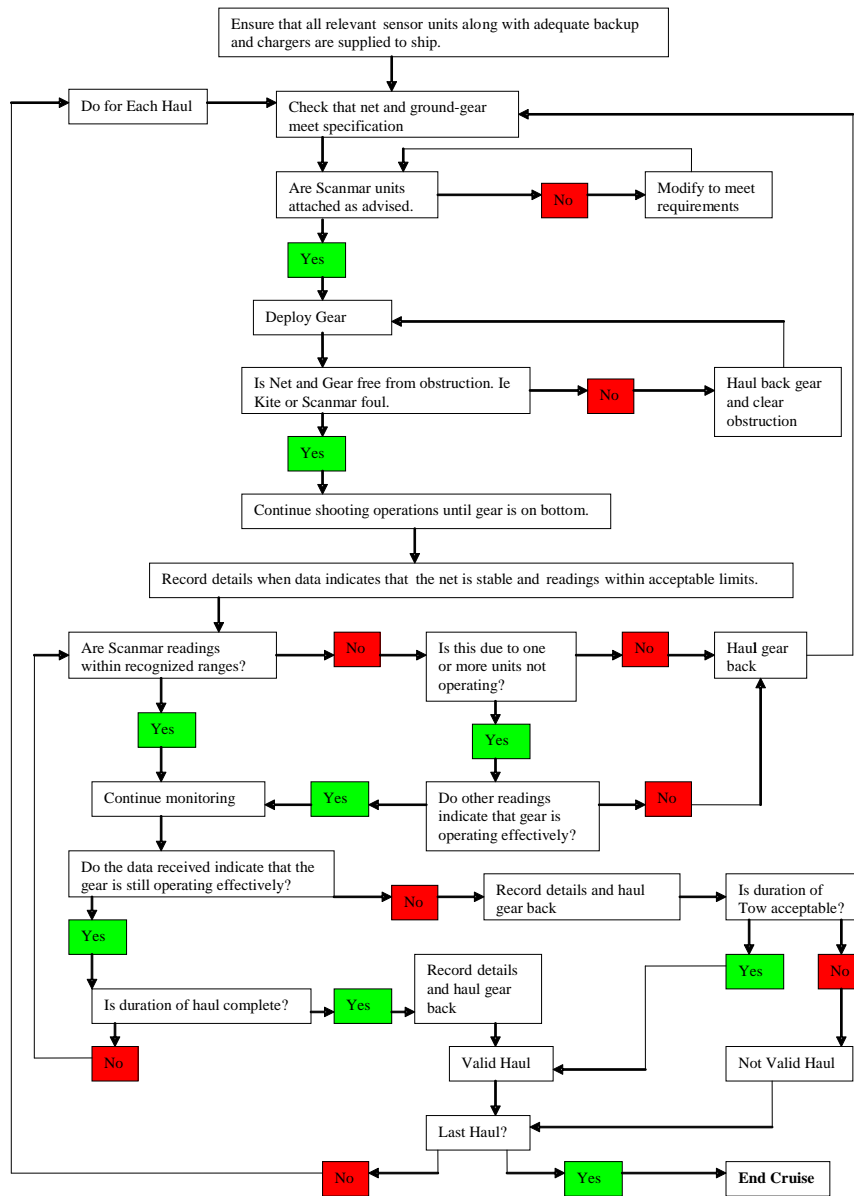 Ensure that all relevant sensor units along with adequate backup
and chargers are supplied to ship.
Do for Each Haul
Check that net and ground-gear
meet specification
Are Scanmar units
attached as advised.
No
Modify to meet
requirements
Yes
Deploy Gear
Is Net and Gear free from obstruction. Ie
Kite or Scanmar foul.
No
Haul back gear
and clear
obstruction
Yes
Continue shooting operations until gear is on bottom.
Record details when data indicates that the net is stable and readings within acceptable limits.
Are Scanmar readings
within recognized ranges?
No
Is this due to one
or more units not
operating?
No
Haul gear
back
Yes
Yes
Continue monitoring
Yes
Do other readings
indicate that gear is
operating effectively?
No
Do the data received indicate that the
gear is still operating effectively?
No
Record details and haul
gear back
Is duration of
Tow acceptable?
Yes
Yes
No
Is duration of haul complete?
Yes
Record details
and haul gear
back
No
Valid Haul
Not Valid Haul
Last Haul?
No
Yes
End Cruise